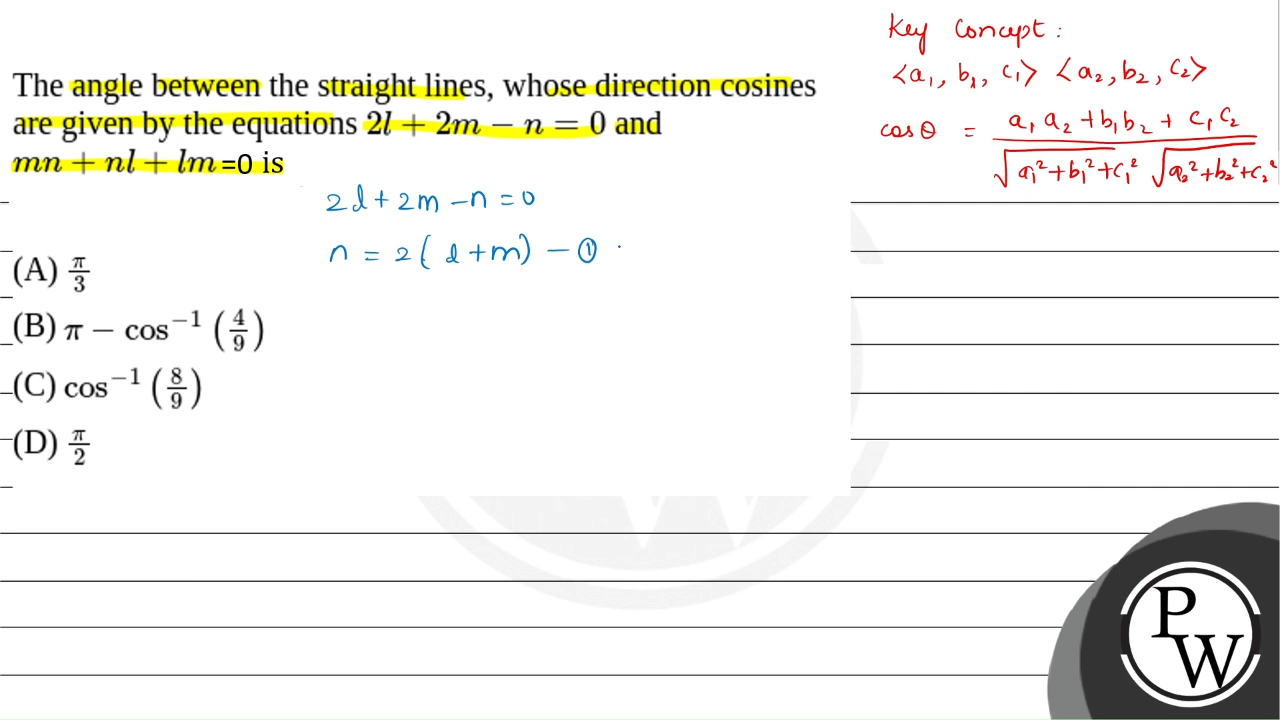 Key Concept :
<a₁, b₁, c₁> <a₂, b₂, c₂>
cosθ = a₁a₂ + b₁b₂ + c₁c₂ / √a₁²+b₁²+c₁² √a₂²+b₂²+c₂²
The angle between the straight lines, whose direction cosines
are given by the equations 2l + 2m − n = 0 and
mn + nl + lm =0 is
2l + 2m − n = 0
n = 2(l + m) — ①
(A) π/3
(B) π − cos⁻¹ (4/9)
(C) cos⁻¹ (8/9)
(D) π/2
P
W